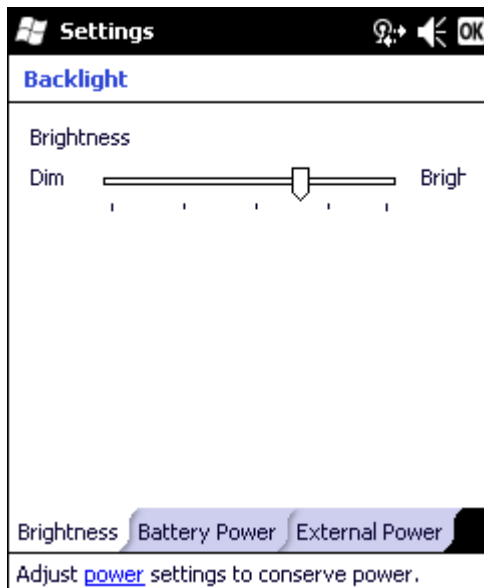 Settings OK
Backlight
Brightness
Dim Brigh
Brightness Battery Power External Power
Adjust power settings to conserve power.